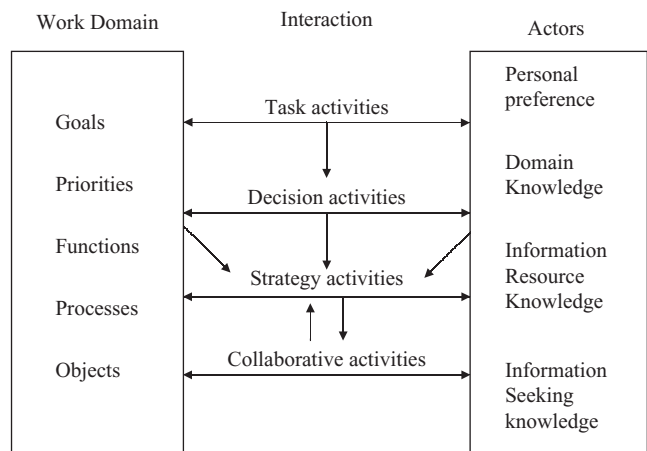 Work Domain
Interaction
Actors
Goals
Priorities
Functions
Processes
Objects
Task activities
Decision activities
Strategy activities
Collaborative activities
Personal
preference
Domain
Knowledge
Information
Resource
Knowledge
Information
Seeking
knowledge